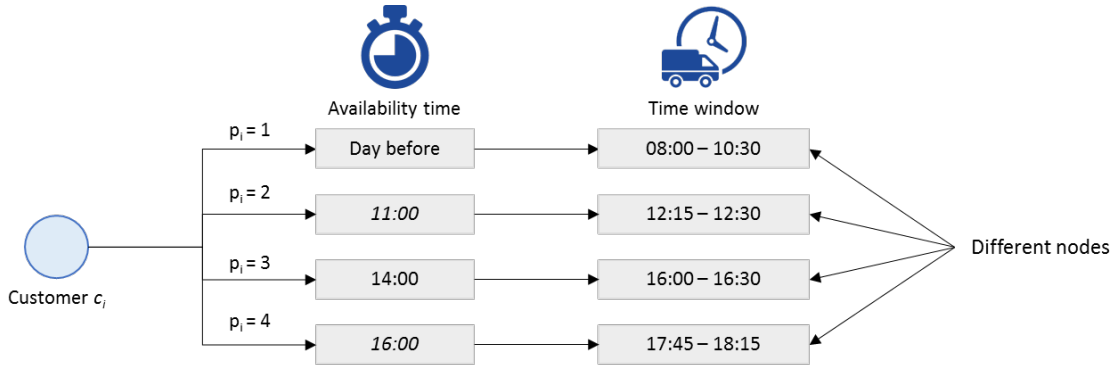 Availability time
Time window
pi = 1
Day before
08:00 – 10:30
pi = 2
11:00
12:15 – 12:30
Different nodes
pi = 3
14:00
16:00 – 16:30
Customer ci
pi = 4
16:00
17:45 – 18:15